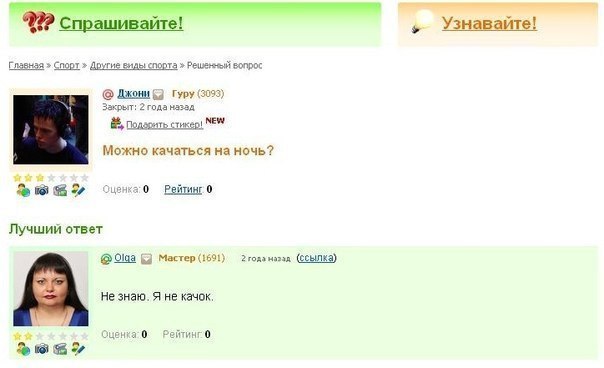 Спрашивайте!
Узнавайте!
Главная » Спорт » Другие виды спорта » Решенный вопрос
Джони Гуру (3093)
Закрыт: 2 года назад
Подарить стикер! NEW
Можно качаться на ночь?
Оценка: 0 Рейтинг: 0
Лучший ответ
Olga Мастер (1691) 2 года назад (ссылка)
Не знаю. Я не качок.
Оценка: 0 Рейтинг: 0